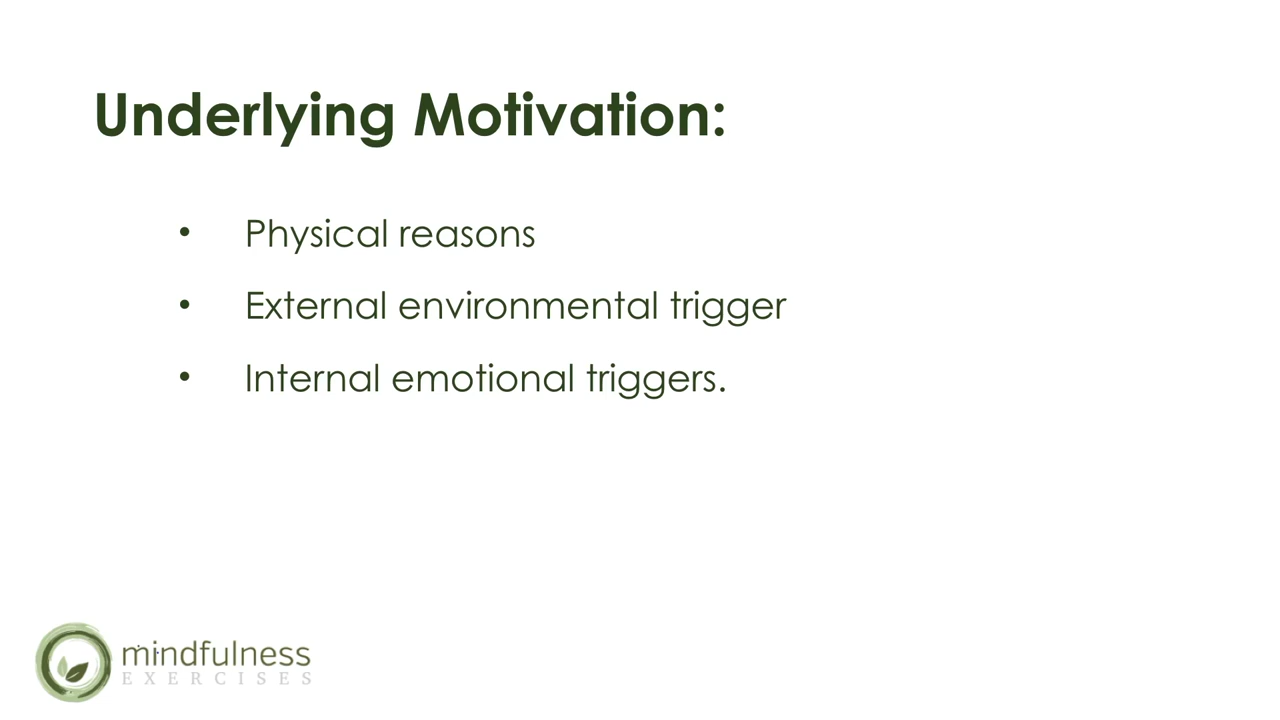 Underlying Motivation:
• Physical reasons
• External environmental trigger
• Internal emotional triggers.
mindfulness
EXERCISES